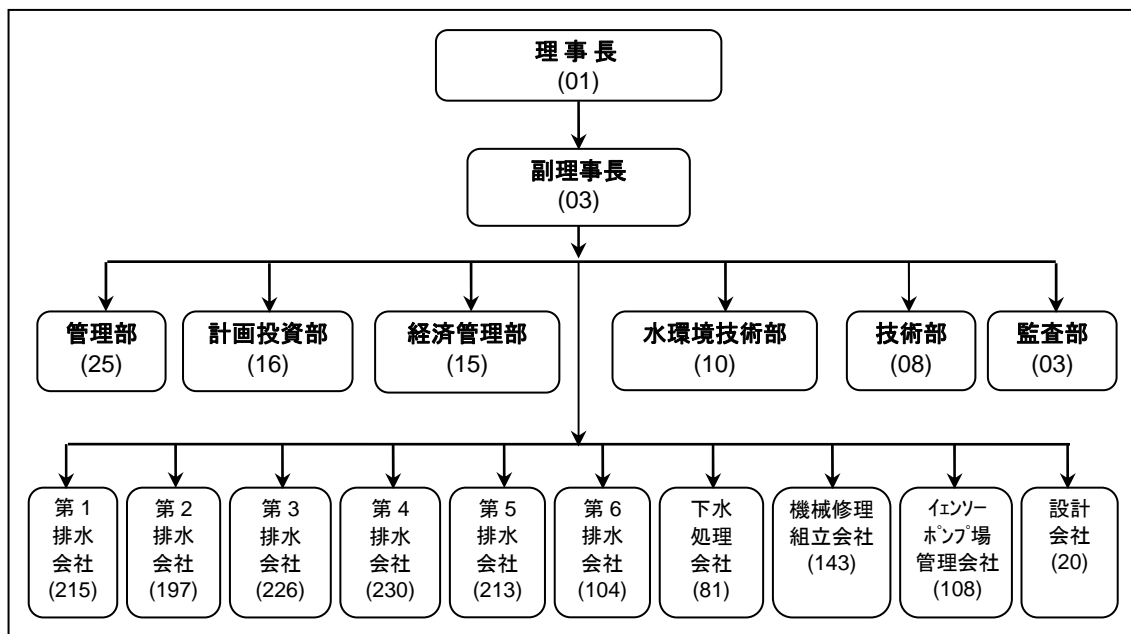 理 事 長
(01)
副理事長
(03)
管理部
(25)
計画投資部
(16)
経済管理部
(15)
水環境技術部
(10)
技術部
(08)
監査部
(03)
第 1
排水
会社
(215)
第 2
排水
会社
(197)
第 3
排水
会社
(226)
第 4
排水
会社
(230)
第 5
排水
会社
(213)
第 6
排水
会社
(104)
下水
処理
会社
(81)
機械修理
組立会社
(143)
ｲｪﾝｿー
ﾎﾟﾝﾌﾟ場
管理会社
(108)
設計
会社
(20)